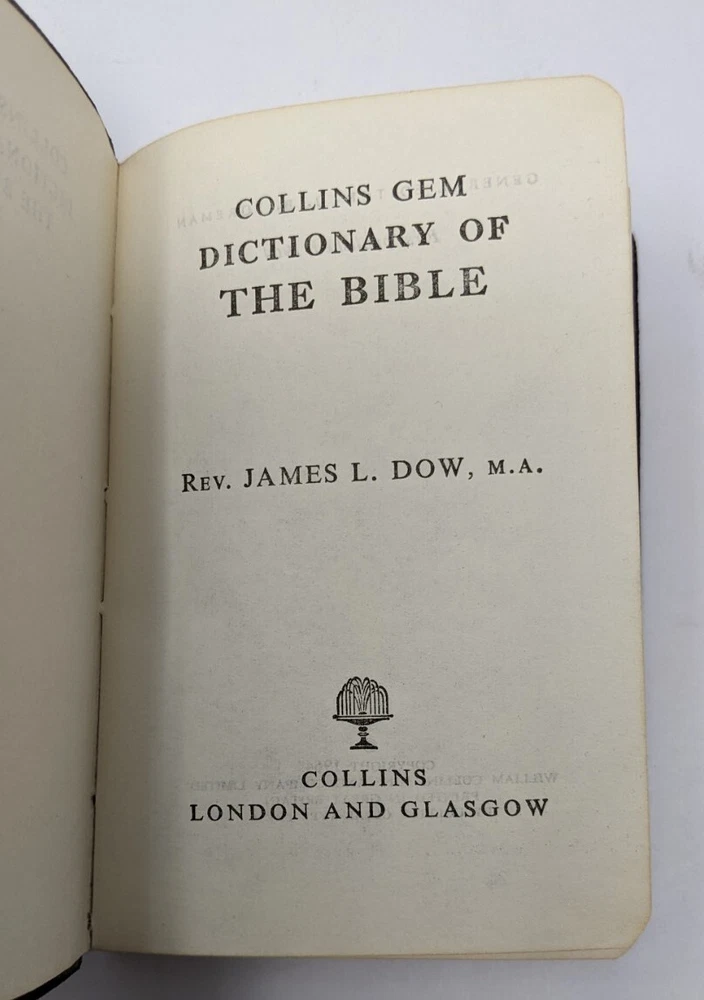 COLLINS GEM
DICTIONARY OF
THE BIBLE
REV. JAMES L. DOW, M.A.
COLLINS
LONDON AND GLASGOW